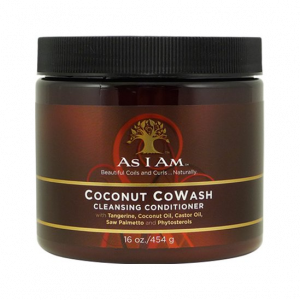 AS I AM™
Beautiful Coils and Curls... Naturally
COCONUT COWASH
CLEANSING CONDITIONER
with Tangerine, Coconut Oil, Castor Oil,
Saw Palmetto and Phytosterols
16 oz./454 g